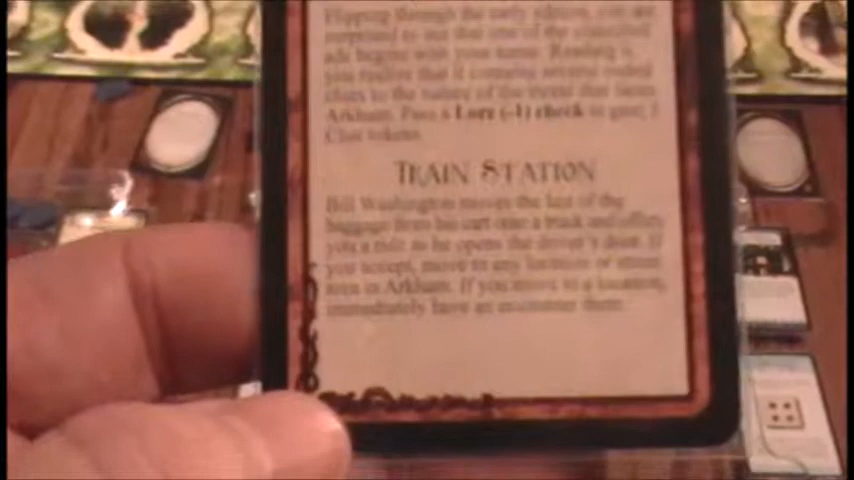 Flipping through the early edition, you are
surprised to see that one of the classified
ads begins with your name. Reading it,
you realize that it contains several coded
clues to the nature of the threat that faces
Arkham. Pass a Lore (-1) check to gain 3
Clue tokens.
TRAIN STATION
Bill Washington moves the last of the
baggage from his cart onto a truck and offers
you a ride as he opens the driver's door. If
you accept, move to any location or street
area in Arkham. If you move to a location,
immediately have an encounter there.